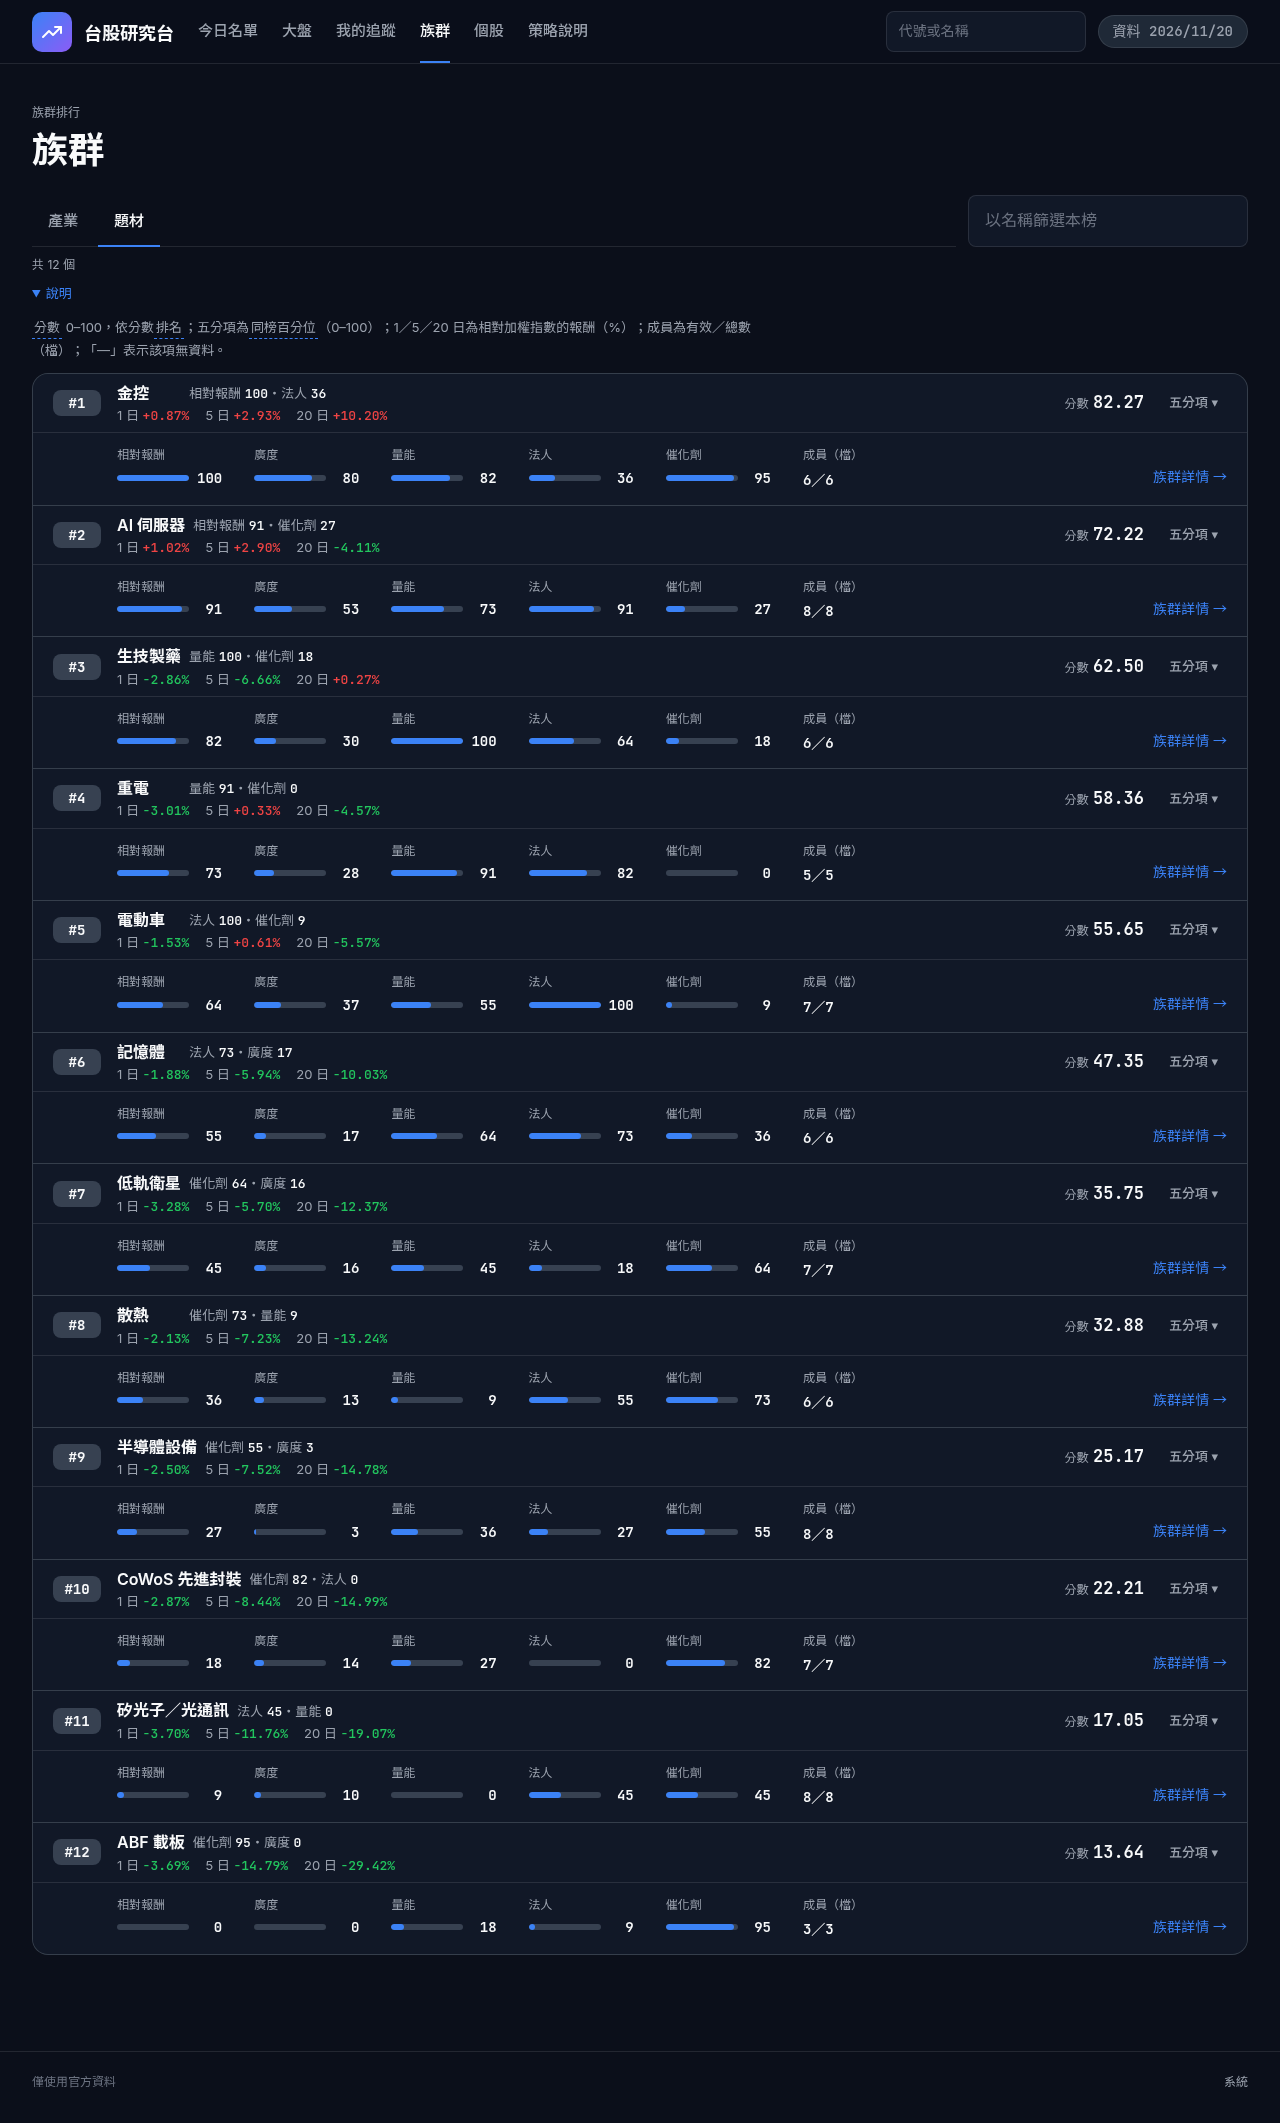 台股研究台 今日名單 大盤 我的追蹤 族群 個股 策略說明 代號或名稱 資料 2026/11/20
族群排行
族群
產業 題材 以名稱篩選本榜
共 12 個
▼ 說明
分數 0–100，依分數排名；五分項為同榜百分位（0–100）；1／5／20 日為相對加權指數的報酬（%）；成員為有效／總數
（檔）；「—」表示該項無資料。
#1 金控 相對報酬 100・法人 36 分數 82.27 五分項 ▾
1 日 +0.87% 5 日 +2.93% 20 日 +10.20%
相對報酬 廣度 量能 法人 催化劑 成員（檔）
100 80 82 36 95 6／6 族群詳情 →
#2 AI 伺服器 相對報酬 91・催化劑 27 分數 72.22 五分項 ▾
1 日 +1.02% 5 日 +2.90% 20 日 -4.11%
相對報酬 廣度 量能 法人 催化劑 成員（檔）
91 53 73 91 27 8／8 族群詳情 →
#3 生技製藥 量能 100・催化劑 18 分數 62.50 五分項 ▾
1 日 -2.86% 5 日 -6.66% 20 日 +0.27%
相對報酬 廣度 量能 法人 催化劑 成員（檔）
82 30 100 64 18 6／6 族群詳情 →
#4 重電 量能 91・催化劑 0 分數 58.36 五分項 ▾
1 日 -3.01% 5 日 +0.33% 20 日 -4.57%
相對報酬 廣度 量能 法人 催化劑 成員（檔）
73 28 91 82 0 5／5 族群詳情 →
#5 電動車 法人 100・催化劑 9 分數 55.65 五分項 ▾
1 日 -1.53% 5 日 +0.61% 20 日 -5.57%
相對報酬 廣度 量能 法人 催化劑 成員（檔）
64 37 55 100 9 7／7 族群詳情 →
#6 記憶體 法人 73・廣度 17 分數 47.35 五分項 ▾
1 日 -1.88% 5 日 -5.94% 20 日 -10.03%
相對報酬 廣度 量能 法人 催化劑 成員（檔）
55 17 64 73 36 6／6 族群詳情 →
#7 低軌衛星 催化劑 64・廣度 16 分數 35.75 五分項 ▾
1 日 -3.28% 5 日 -5.70% 20 日 -12.37%
相對報酬 廣度 量能 法人 催化劑 成員（檔）
45 16 45 18 64 7／7 族群詳情 →
#8 散熱 催化劑 73・量能 9 分數 32.88 五分項 ▾
1 日 -2.13% 5 日 -7.23% 20 日 -13.24%
相對報酬 廣度 量能 法人 催化劑 成員（檔）
36 13 9 55 73 6／6 族群詳情 →
#9 半導體設備 催化劑 55・廣度 3 分數 25.17 五分項 ▾
1 日 -2.50% 5 日 -7.52% 20 日 -14.78%
相對報酬 廣度 量能 法人 催化劑 成員（檔）
27 3 36 27 55 8／8 族群詳情 →
#10 CoWoS 先進封裝 催化劑 82・法人 0 分數 22.21 五分項 ▾
1 日 -2.87% 5 日 -8.44% 20 日 -14.99%
相對報酬 廣度 量能 法人 催化劑 成員（檔）
18 14 27 0 82 7／7 族群詳情 →
#11 矽光子／光通訊 法人 45・量能 0 分數 17.05 五分項 ▾
1 日 -3.70% 5 日 -11.76% 20 日 -19.07%
相對報酬 廣度 量能 法人 催化劑 成員（檔）
9 10 0 45 45 8／8 族群詳情 →
#12 ABF 載板 催化劑 95・廣度 0 分數 13.64 五分項 ▾
1 日 -3.69% 5 日 -14.79% 20 日 -29.42%
相對報酬 廣度 量能 法人 催化劑 成員（檔）
0 0 18 9 95 3／3 族群詳情 →
僅使用官方資料 系統